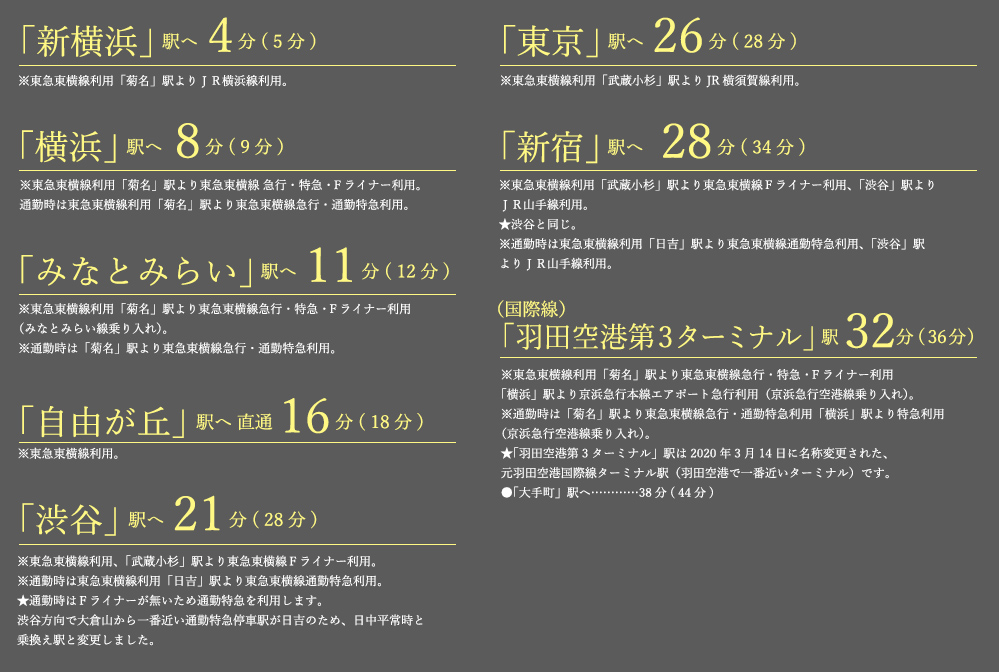 「新横浜」駅へ 4分(5分)
※東急東横線利用「菊名」駅よりＪＲ横浜線利用。
「横浜」駅へ 8分(9分)
※東急東横線利用「菊名」駅より東急東横線 急行・特急・Fライナー利用。
通勤時は東急東横線利用「菊名」駅より東急東横線急行・通勤特急利用。
「みなとみらい」駅へ 11分(12分)
※東急東横線利用「菊名」駅より東急東横線急行・特急・Fライナー利用
(みなとみらい線乗り入れ)。
※通勤時は「菊名」駅より東急東横線急行・通勤特急利用。
「自由が丘」駅へ 直通 16分(18分)
※東急東横線利用。
「渋谷」駅へ 21分(28分)
※東急東横線利用、「武蔵小杉」駅より東急東横線Fライナー利用。
※通勤時は東急東横線利用「日吉」駅より東急東横線通勤特急利用。
★通勤時はFライナーが無いため通勤特急を利用します。
渋谷方向で大倉山から一番近い通勤特急停車駅が日吉のため、日中平常時と
乗換え駅と変更しました。
「東京」駅へ 26分(28分)
※東急東横線利用「武蔵小杉」駅よりJR横須賀線利用。
「新宿」駅へ 28分(34分)
※東急東横線利用「武蔵小杉」駅より東急東横線Fライナー利用、「渋谷」駅より
ＪＲ山手線利用。
★渋谷と同じ。
※通勤時は東急東横線利用「日吉」駅より東急東横線通勤特急利用、「渋谷」駅
よりＪＲ山手線利用。
(国際線)
「羽田空港第3ターミナル」駅 32分(36分)
※東急東横線利用「菊名」駅より東急東横線急行・特急・Fライナー利用
「横浜」駅より京浜急行本線エアポート急行利用（京浜急行空港線乗り入れ）。
※通勤時は「菊名」駅より東急東横線急行・通勤特急利用「横浜」駅より特急利用
(京浜急行空港線乗り入れ)。
★「羽田空港第3ターミナル」駅は2020年3月14日に名称変更された、
元羽田空港国際線ターミナル駅（羽田空港で一番近いターミナル）です。
●「大手町」駅へ…………38分(44分)